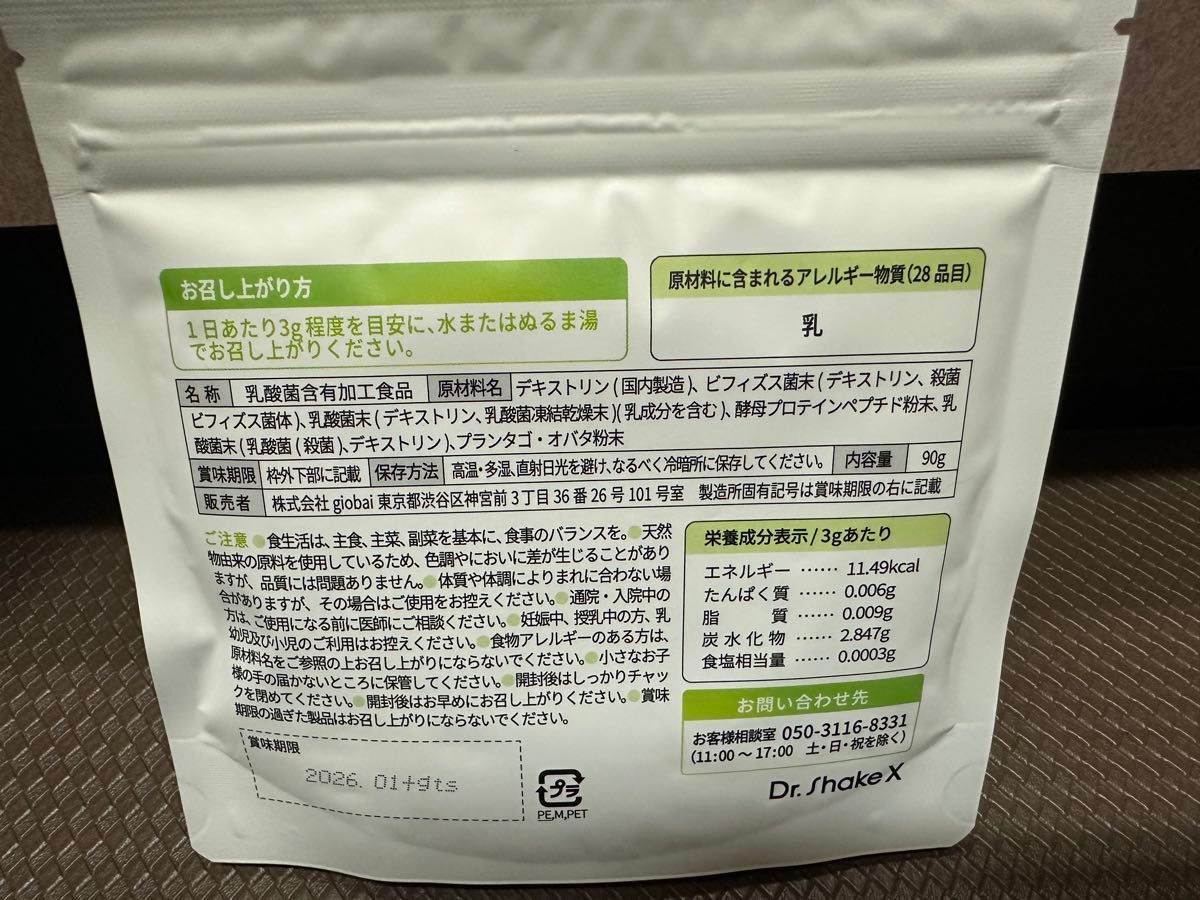 お召し上がり方
1日あたり3g程度を目安に、水またはぬるま湯
でお召し上がりください。
原材料に含まれるアレルギー物質(28品目)
乳
名称 乳酸菌含有加工食品 原材料名 デキストリン(国内製造)、ビフィズス菌末(デキストリン、殺菌
ビフィズス菌体)、乳酸菌末(デキストリン、乳酸菌凍結乾燥末)(乳成分を含む)、酵母プロテインペプチド粉末、乳
酸菌末(乳酸菌(殺菌)、デキストリン)、プランタゴ・オバタ粉末
賞味期限 枠外下部に記載 保存方法 高温・多湿、直射日光を避け、なるべく冷暗所に保存してください。 内容量 90g
販売者 株式会社giobai 東京都渋谷区神宮前3丁目36番26号101号室 製造所固有記号は賞味期限の右に記載
ご注意 ●食生活は、主食、主菜、副菜を基本に、食事のバランスを。●天然
物由来の原料を使用しているため、色調やにおいに差が生じることがあり
ますが、品質には問題ありません。●体質や体調によりまれに合わない場
合がありますが、その場合はご使用をお控えください。●通院・入院中の
方は、ご使用になる前に医師にご相談ください。●妊娠中、授乳中の方、乳
幼児及び小児のご利用はお控えください。●食物アレルギーのある方は、
原材料名をご参照の上お召し上がりにならないでください。●小さなお子
様の手の届かないところに保管してください。●開封後はしっかりチャッ
クを閉めてください。●開封後はお早めにお召し上がりください。●賞味
期限の過ぎた製品はお召し上がりにならないでください。
栄養成分表示/3gあたり
エネルギー ‥‥‥ 11.49kcal
たんぱく質 ‥‥‥ 0.006g
脂質 ‥‥‥ 0.009g
炭水化物 ‥‥‥ 2.847g
食塩相当量 ‥‥‥ 0.0003g
お問い合わせ先
お客様相談室 050-3116-8331
(11:00〜17:00 土・日・祝を除く)
Dr.ShakeX
賞味期限
2026. 01+gts
プラ
PE,M,PET